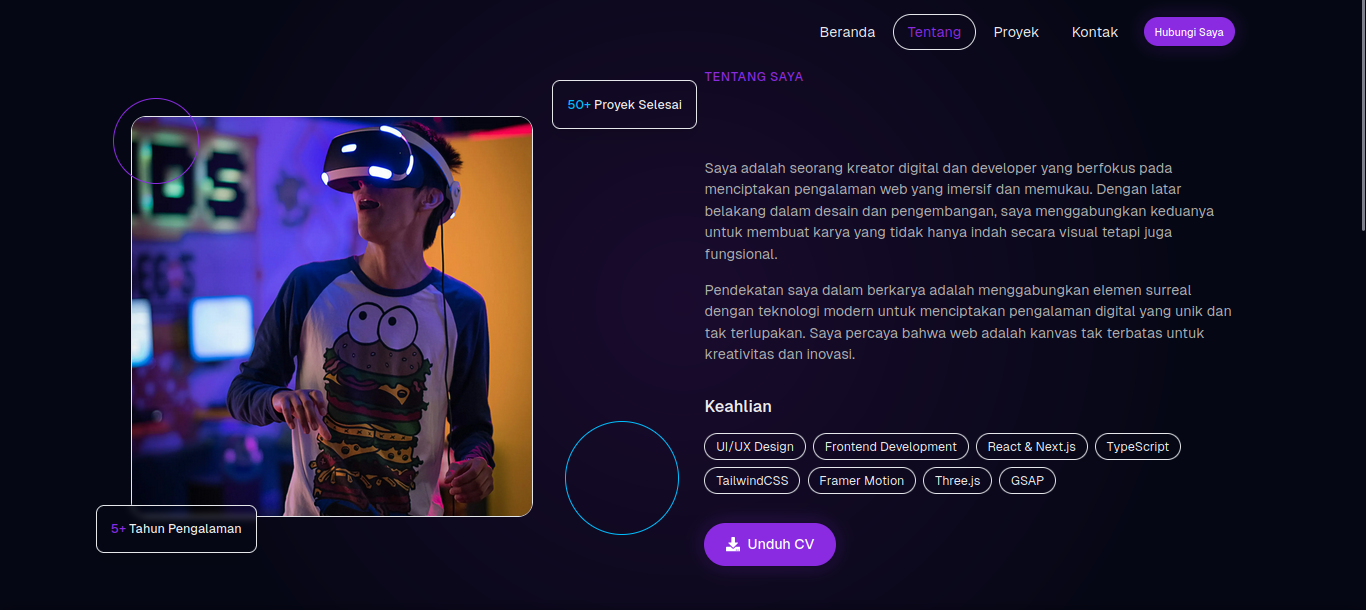 Beranda
Tentang
Proyek
Kontak
Hubungi Saya
TENTANG SAYA
50+ Proyek Selesai
DS
5+ Tahun Pengalaman
Saya adalah seorang kreator digital dan developer yang berfokus pada
menciptakan pengalaman web yang imersif dan memukau. Dengan latar
belakang dalam desain dan pengembangan, saya menggabungkan keduanya
untuk membuat karya yang tidak hanya indah secara visual tetapi juga
fungsional.
Pendekatan saya dalam berkarya adalah menggabungkan elemen surreal
dengan teknologi modern untuk menciptakan pengalaman digital yang unik dan
tak terlupakan. Saya percaya bahwa web adalah kanvas tak terbatas untuk
kreativitas dan inovasi.
Keahlian
UI/UX Design
Frontend Development
React & Next.js
TypeScript
TailwindCSS
Framer Motion
Three.js
GSAP
Unduh CV